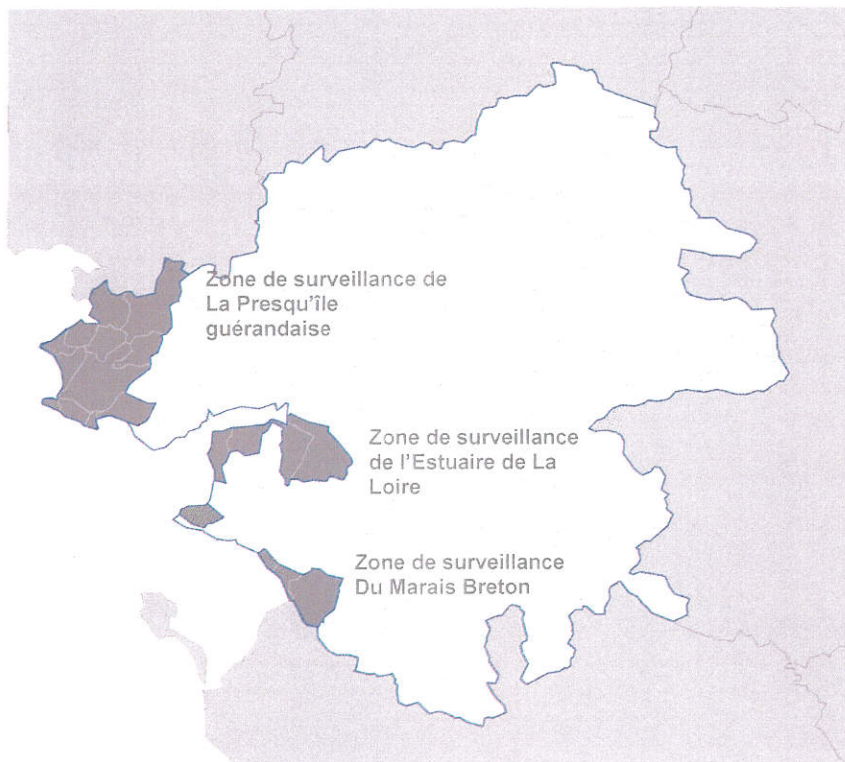 Zone de surveillance de
La Presqu'île
guérandaise
Zone de surveillance
de l'Estuaire de La
Loire
Zone de surveillance
Du Marais Breton